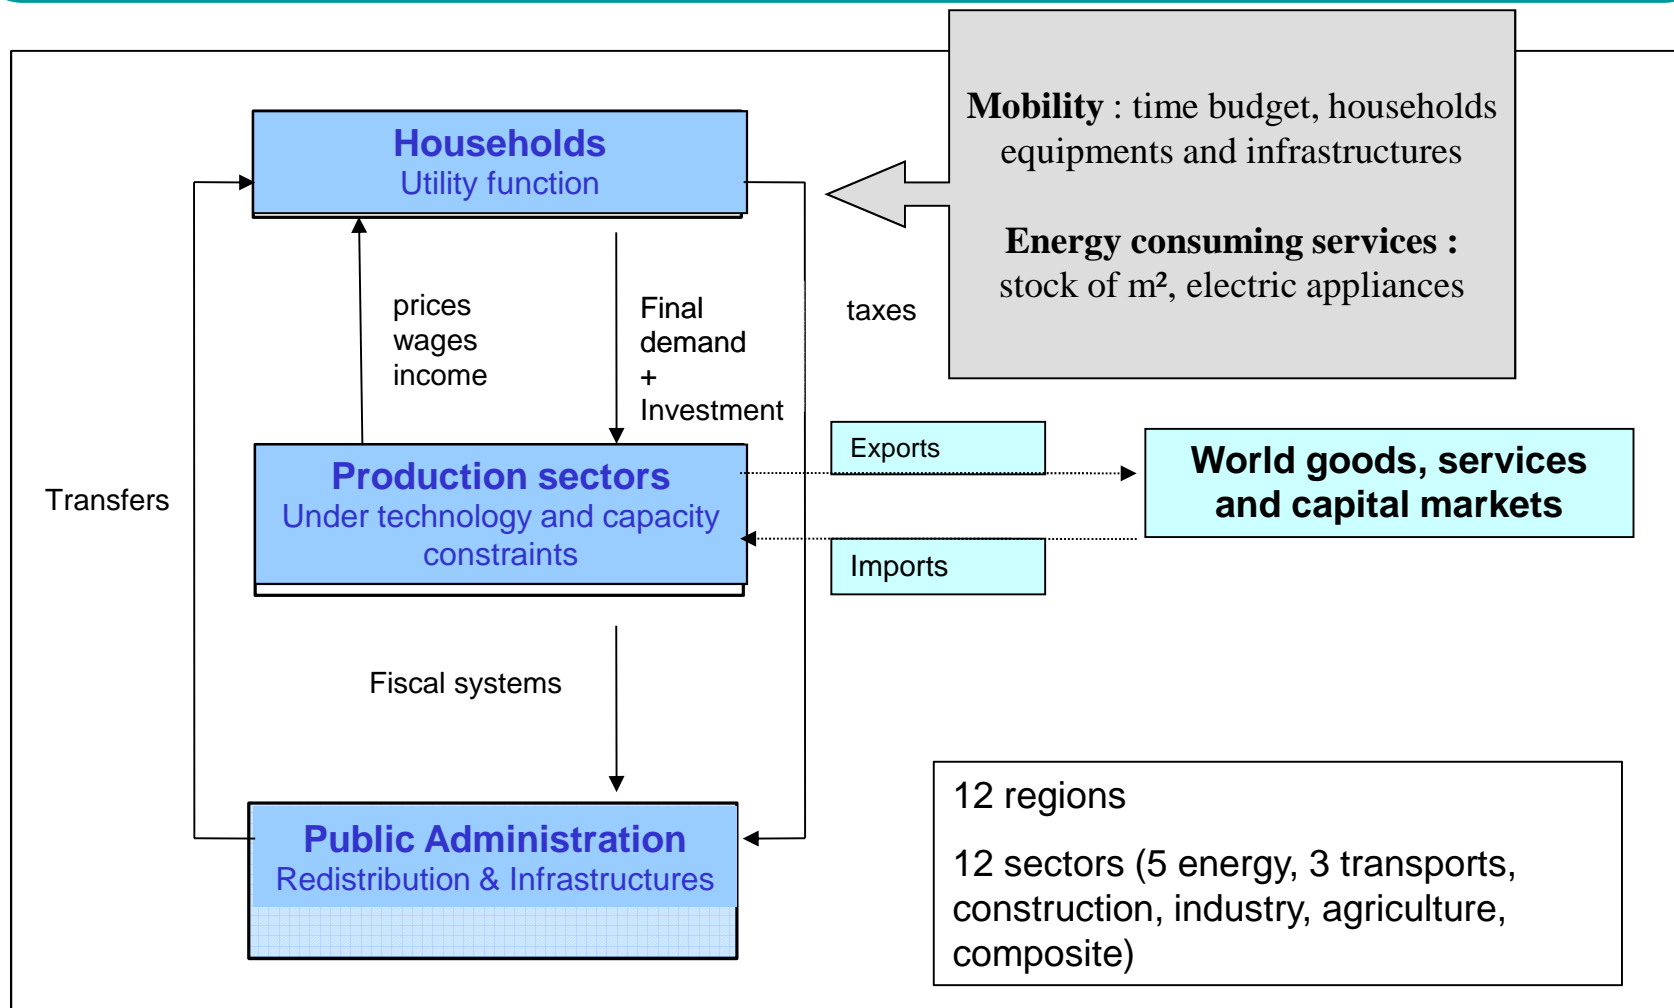 Mobility : time budget, households
equipments and infrastructures
Energy consuming services :
stock of m², electric appliances
Households
Utility function
prices
wages
income
Final
demand
+
Investment
taxes
Transfers
Production sectors
Under technology and capacity
constraints
Exports
Imports
World goods, services
and capital markets
Fiscal systems
Public Administration
Redistribution & Infrastructures
12 regions
12 sectors (5 energy, 3 transports,
construction, industry, agriculture,
composite)